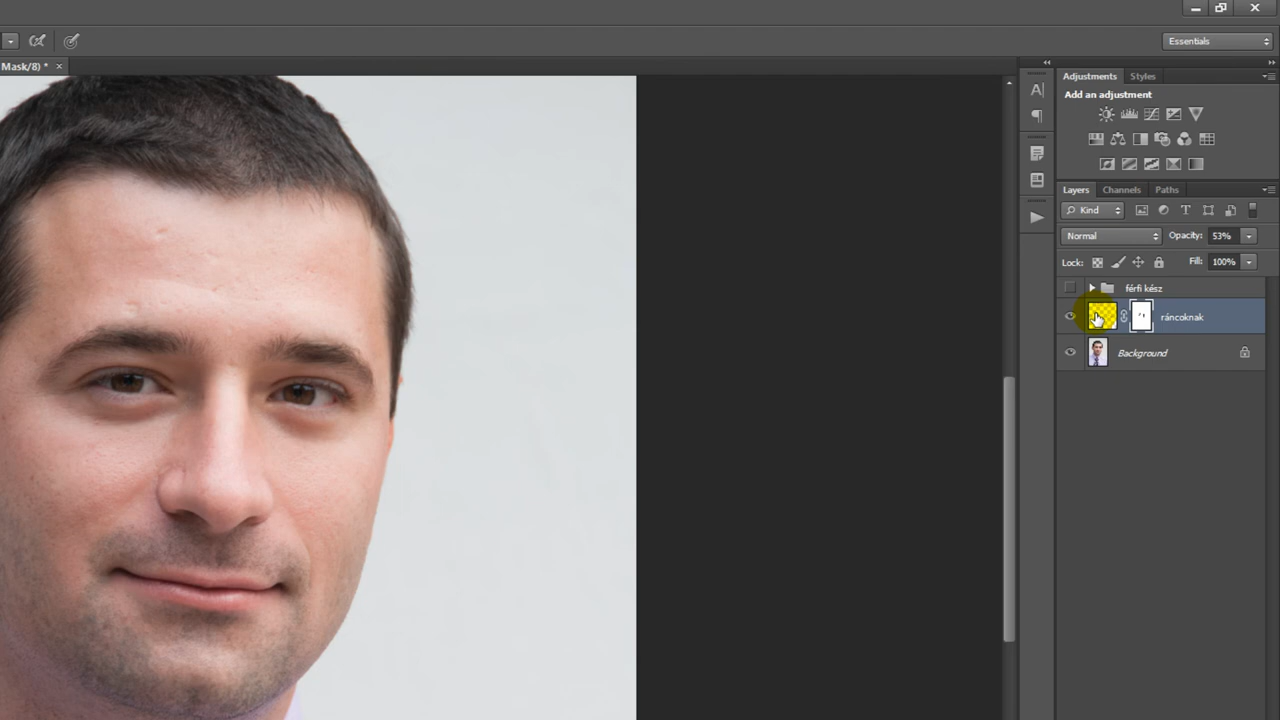 Essentials
Mask/8) *
Adjustments Styles
Add an adjustment
Layers Channels Paths
Kind
Normal Opacity: 53%
Lock: Fill: 100%
férfi kész
ráncoknak
Background